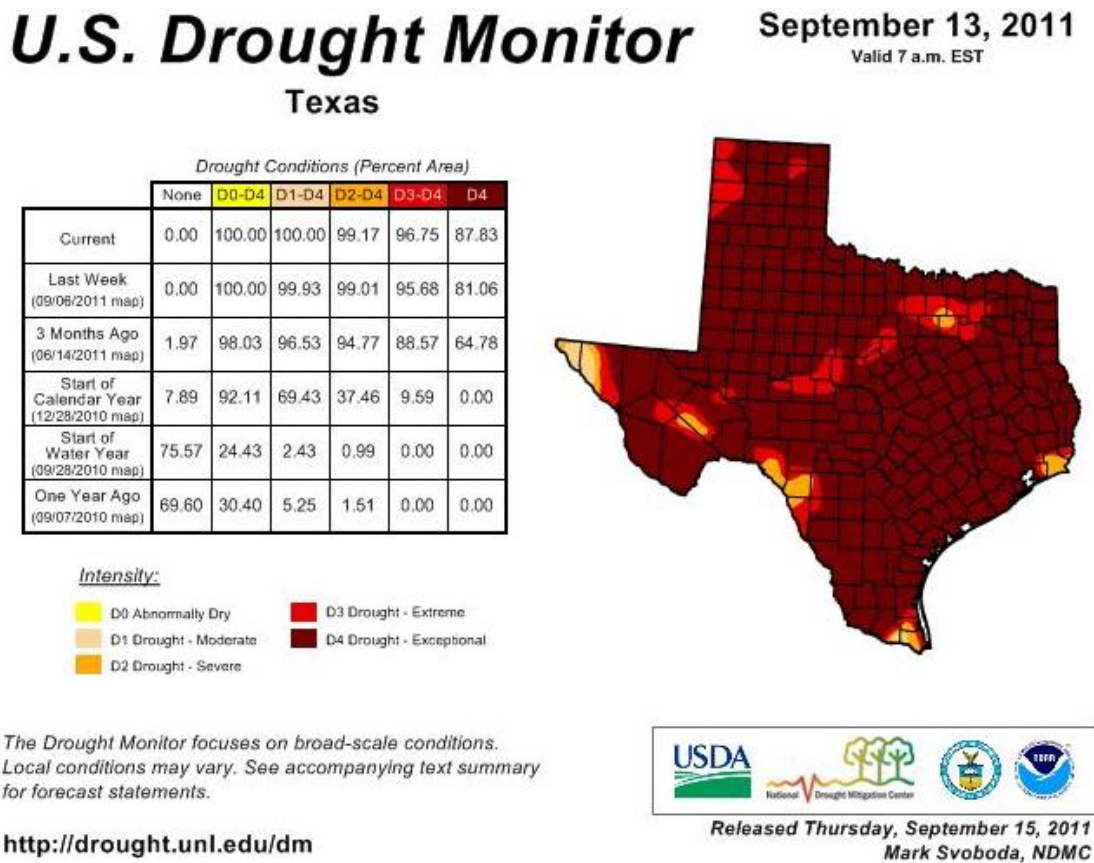 U.S. Drought Monitor
September 13, 2011
Valid 7 a.m. EST
Texas
Drought Conditions (Percent Area)
None D0-D4 D1-D4 D2-D4 D3-D4 D4
Current 0.00 100.00 100.00 99.17 96.75 87.83
Last Week
(09/06/2011 map) 0.00 100.00 99.93 99.01 95.68 81.06
3 Months Ago
(06/14/2011 map) 1.97 98.03 96.53 94.77 88.57 64.78
Start of
Calendar Year
(12/28/2010 map) 7.89 92.11 69.43 37.46 9.59 0.00
Start of
Water Year
(09/28/2010 map) 75.57 24.43 2.43 0.99 0.00 0.00
One Year Ago
(09/07/2010 map) 69.60 30.40 5.25 1.51 0.00 0.00
Intensity:
D0 Abnormally Dry
D1 Drought - Moderate
D2 Drought - Severe
D3 Drought - Extreme
D4 Drought - Exceptional
The Drought Monitor focuses on broad-scale conditions.
Local conditions may vary. See accompanying text summary
for forecast statements.
http://drought.unl.edu/dm
USDA
National Drought Mitigation Center
Released Thursday, September 15, 2011
Mark Svoboda, NDMC